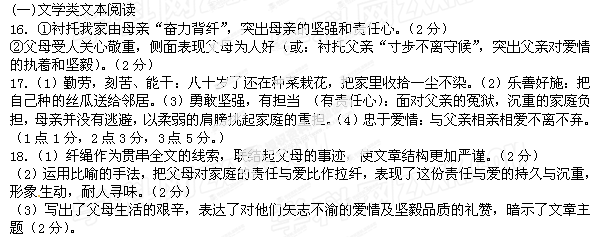 (一)文学类文本阅读
16. ①衬托我家由母亲“奋力背纤”，突出母亲的坚强和责任心。（2分）
②父母受人关心敬重，侧面表现父母为人好（或：衬托父亲“寸步不离守候”，突出父亲对爱情
的执着和坚毅）。（2分）
17.（1）勤劳，刻苦、能干：八十岁了还在种菜栽花，把家里收拾一尘不染。（2）乐善好施：把
自己种的丝瓜送给邻居。（3）勇敢坚强，有担当 （有责任心）：面对父亲的冤狱，沉重的家庭负
担，母亲并没有逃避，以柔弱的肩膀挑起家庭的重担。（4）忠于爱情：与父亲相亲相爱不离不弃。
（1点1分，2点3分，3点5分。）
18.（1）纤绳作为贯串全文的线索，联结起父母的事迹，使文章结构更加严谨。（2分）
（2）运用比喻的手法，把父母对家庭的责任与爱比作拉纤，表现了这份责任与爱的持久与沉重，
形象生动，耐人寻味。（2分）
（3）写出了父母生活的艰辛，表达了对他们矢志不渝的爱情及坚毅品质的礼赞，暗示了文章主
题（2分）。